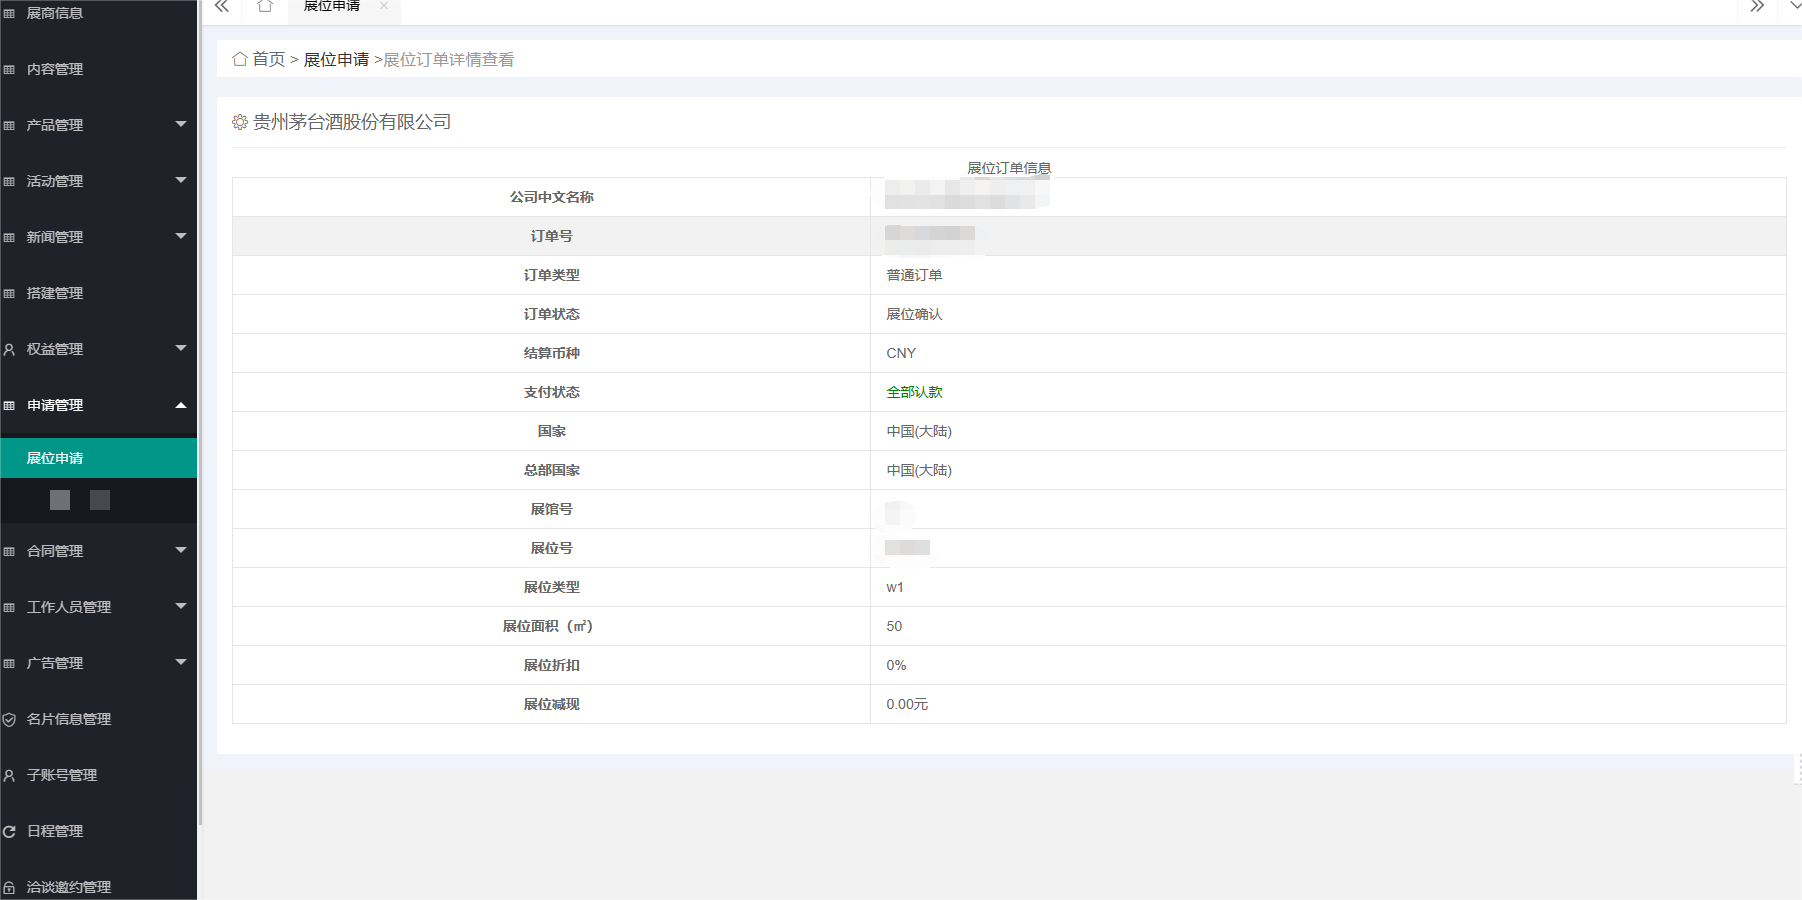 展商信息
内容管理
产品管理
活动管理
新闻管理
搭建管理
权益管理
申请管理
展位申请
合同管理
工作人员管理
广告管理
名片信息管理
子账号管理
日程管理
洽谈邀约管理
展位申请
首页 > 展位申请 >展位订单详情查看
贵州茅台酒股份有限公司
展位订单信息
公司中文名称
订单号
订单类型 普通订单
订单状态 展位确认
结算币种 CNY
支付状态 全部认款
国家 中国(大陆)
总部国家 中国(大陆)
展馆号
展位号
展位类型 w1
展位面积（㎡） 50
展位折扣 0%
展位减现 0.00元